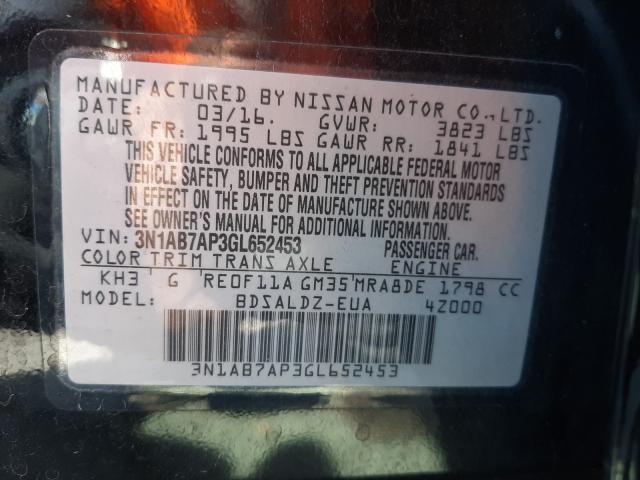 MANUFACTURED BY NISSAN MOTOR CO., LTD.
DATE: 03/16. GVWR: 3823 LBS
GAWR FR: 1995 LBS GAWR RR: 1841 LBS
THIS VEHICLE CONFORMS TO ALL APPLICABLE FEDERAL MOTOR
VEHICLE SAFETY, BUMPER AND THEFT PREVENTION STANDARDS
IN EFFECT ON THE DATE OF MANUFACTURE SHOWN ABOVE.
SEE OWNER'S MANUAL FOR ADDITIONAL INFORMATION.
VIN: 3N1AB7AP3GL652453 PASSENGER CAR.
COLOR TRIM TRANS AXLE ENGINE
KH3 G RE0F11A GM35 MRA8DE 1798 CC
MODEL: BDSALDZ-EUA 4Z000
3N1AB7AP3GL652453